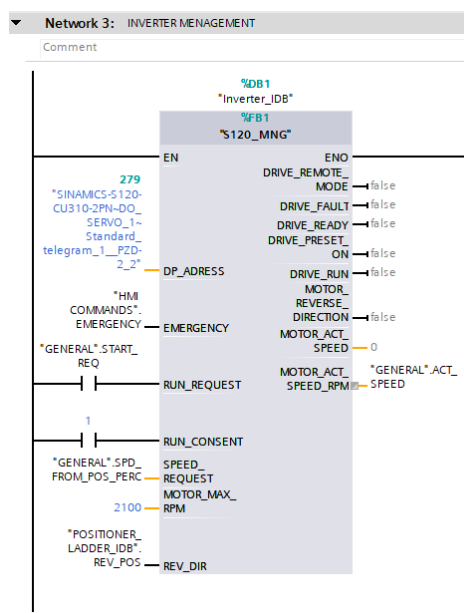 Network 3: INVERTER MENAGEMENT
Comment
%DB1
"Inverter_IDB"
%FB1
"S120_MNG"
EN
ENO
279
"SINAMICS-S120-
CU310-2PN~DO_
SERVO_1~
Standard_
telegram_1__PZD-
2_2"
DP_ADRESS
DRIVE_REMOTE_
MODE
false
DRIVE_FAULT
false
DRIVE_READY
false
DRIVE_PRESET_
ON
false
DRIVE_RUN
false
MOTOR_
REVERSE_
DIRECTION
false
"HMI
COMMANDS".
EMERGENCY
EMERGENCY
MOTOR_ACT_
SPEED
0
"GENERAL".START_
REQ
RUN_REQUEST
MOTOR_ACT_
SPEED_RPM
"GENERAL".ACT_
SPEED
1
RUN_CONSENT
"GENERAL".SPD_
FROM_POS_PERC
SPEED_
REQUEST
2100
MOTOR_MAX_
RPM
"POSITIONER_
LADDER_IDB".
REV_POS
REV_DIR